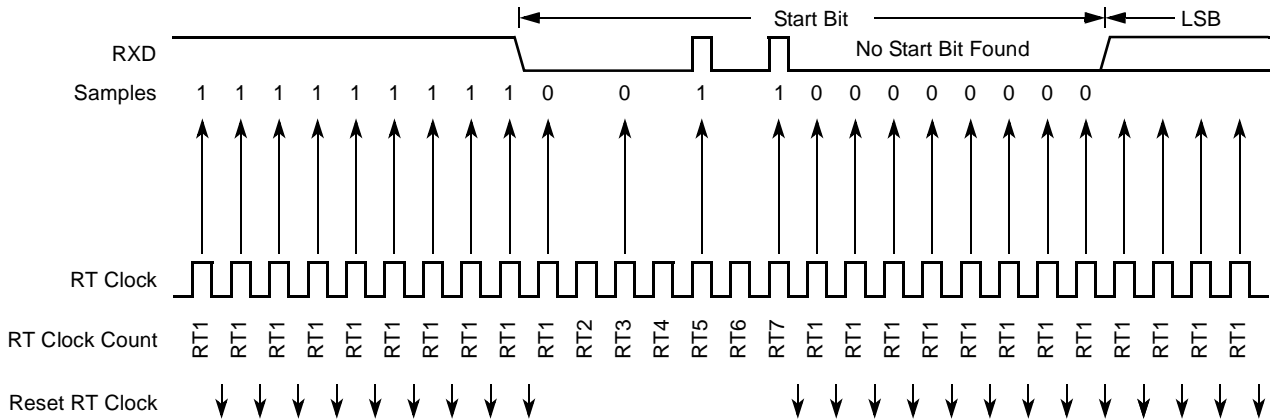 Start Bit LSB
RXD No Start Bit Found
Samples 1 1 1 1 1 1 1 1 1 0 0 1 1 0 0 0 0 0 0 0 0
RT Clock
RT Clock Count RT1 RT1 RT1 RT1 RT1 RT1 RT1 RT1 RT1 RT1 RT2 RT3 RT4 RT5 RT6 RT7 RT1 RT1 RT1 RT1 RT1 RT1 RT1 RT1 RT1 RT1 RT1 RT1
Reset RT Clock